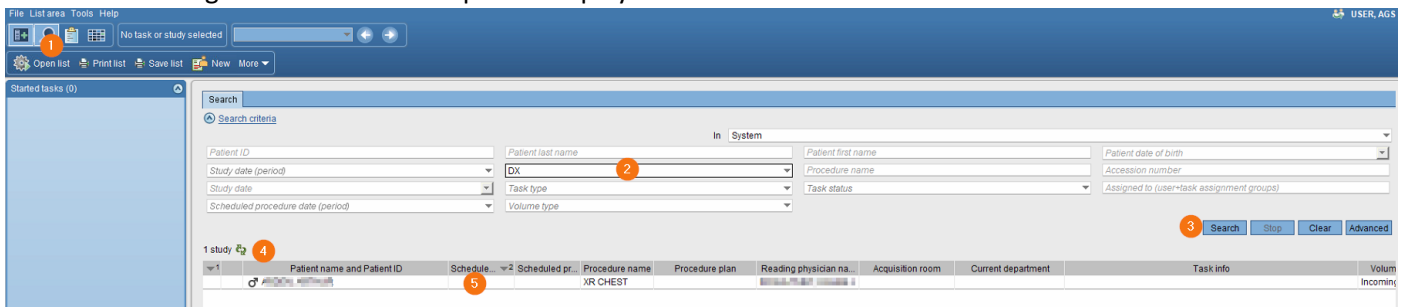 File List area Tools Help
USER, AGS
No task or study selected
1
Open list Print list Save list New More
Started tasks (0)
Search
Search criteria
In System
Patient ID Patient last name Patient first name Patient date of birth
Study date (period) DX 2 Procedure name Accession number
Study date Task type Task status Assigned to (user+task assignment groups)
Scheduled procedure date (period) Volume type
3 Search Stop Clear Advanced
1 study 4
1 Patient name and Patient ID Schedule... 2 Scheduled pr... Procedure name Procedure plan Reading physician na... Acquisition room Current department Task info Volum
5 XR CHEST Incoming